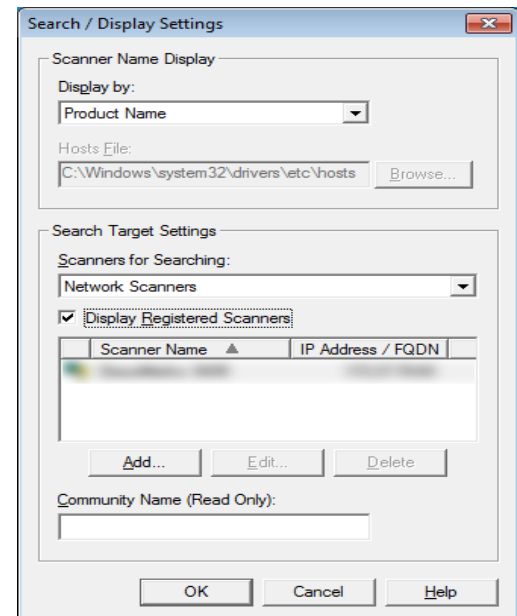 Search / Display Settings
Scanner Name Display
Display by:
Product Name
Hosts File:
C:\Windows\system32\drivers\etc\hosts Browse...
Search Target Settings
Scanners for Searching:
Network Scanners
Display Registered Scanners
Scanner Name IP Address / FQDN
Add... Edit... Delete
Community Name (Read Only):
OK Cancel Help